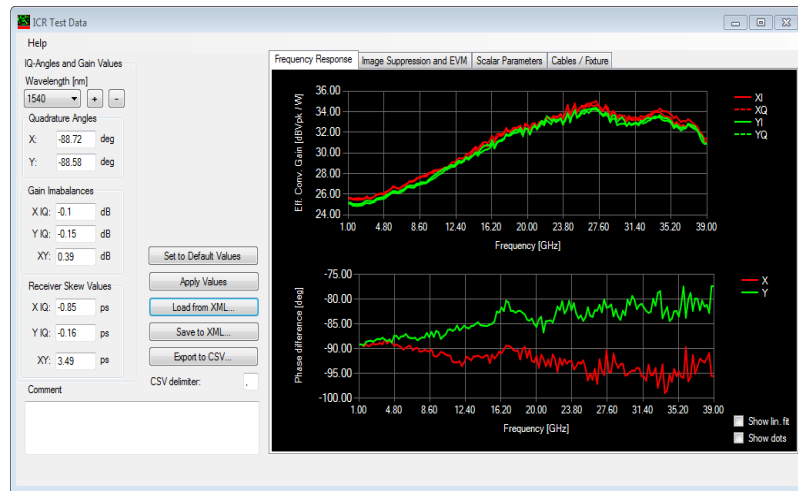 ICR Test Data
Help
IQ-Angles and Gain Values
Wavelength [nm]
1540 + -
Quadrature Angles
X: -88.72 deg
Y: -88.58 deg
Gain Imabalances
X IQ: -0.1 dB
Y IQ: -0.15 dB
XY: 0.39 dB
Receiver Skew Values
X IQ: -0.85 ps
Y IQ: -0.16 ps
XY: 3.49 ps
Comment
Set to Default Values
Apply Values
Load from XML...
Save to XML...
Export to CSV...
CSV delimiter: .
Frequency Response Image Suppression and EVM Scalar Parameters Cables / Fixture
Eff. Conv. Gain [dBVpk /W]
36.00
34.00
32.00
30.00
28.00
26.00
24.00
1.00 4.80 8.60 12.40 16.20 20.00 23.80 27.60 31.40 35.20 39.00
Frequency [GHz]
XI
XQ
YI
YQ
Phase difference [deg]
-75.00
-80.00
-85.00
-90.00
-95.00
-100.00
1.00 4.80 8.60 12.40 16.20 20.00 23.80 27.60 31.40 35.20 39.00
Frequency [GHz]
X
Y
Show lin. fit
Show dots